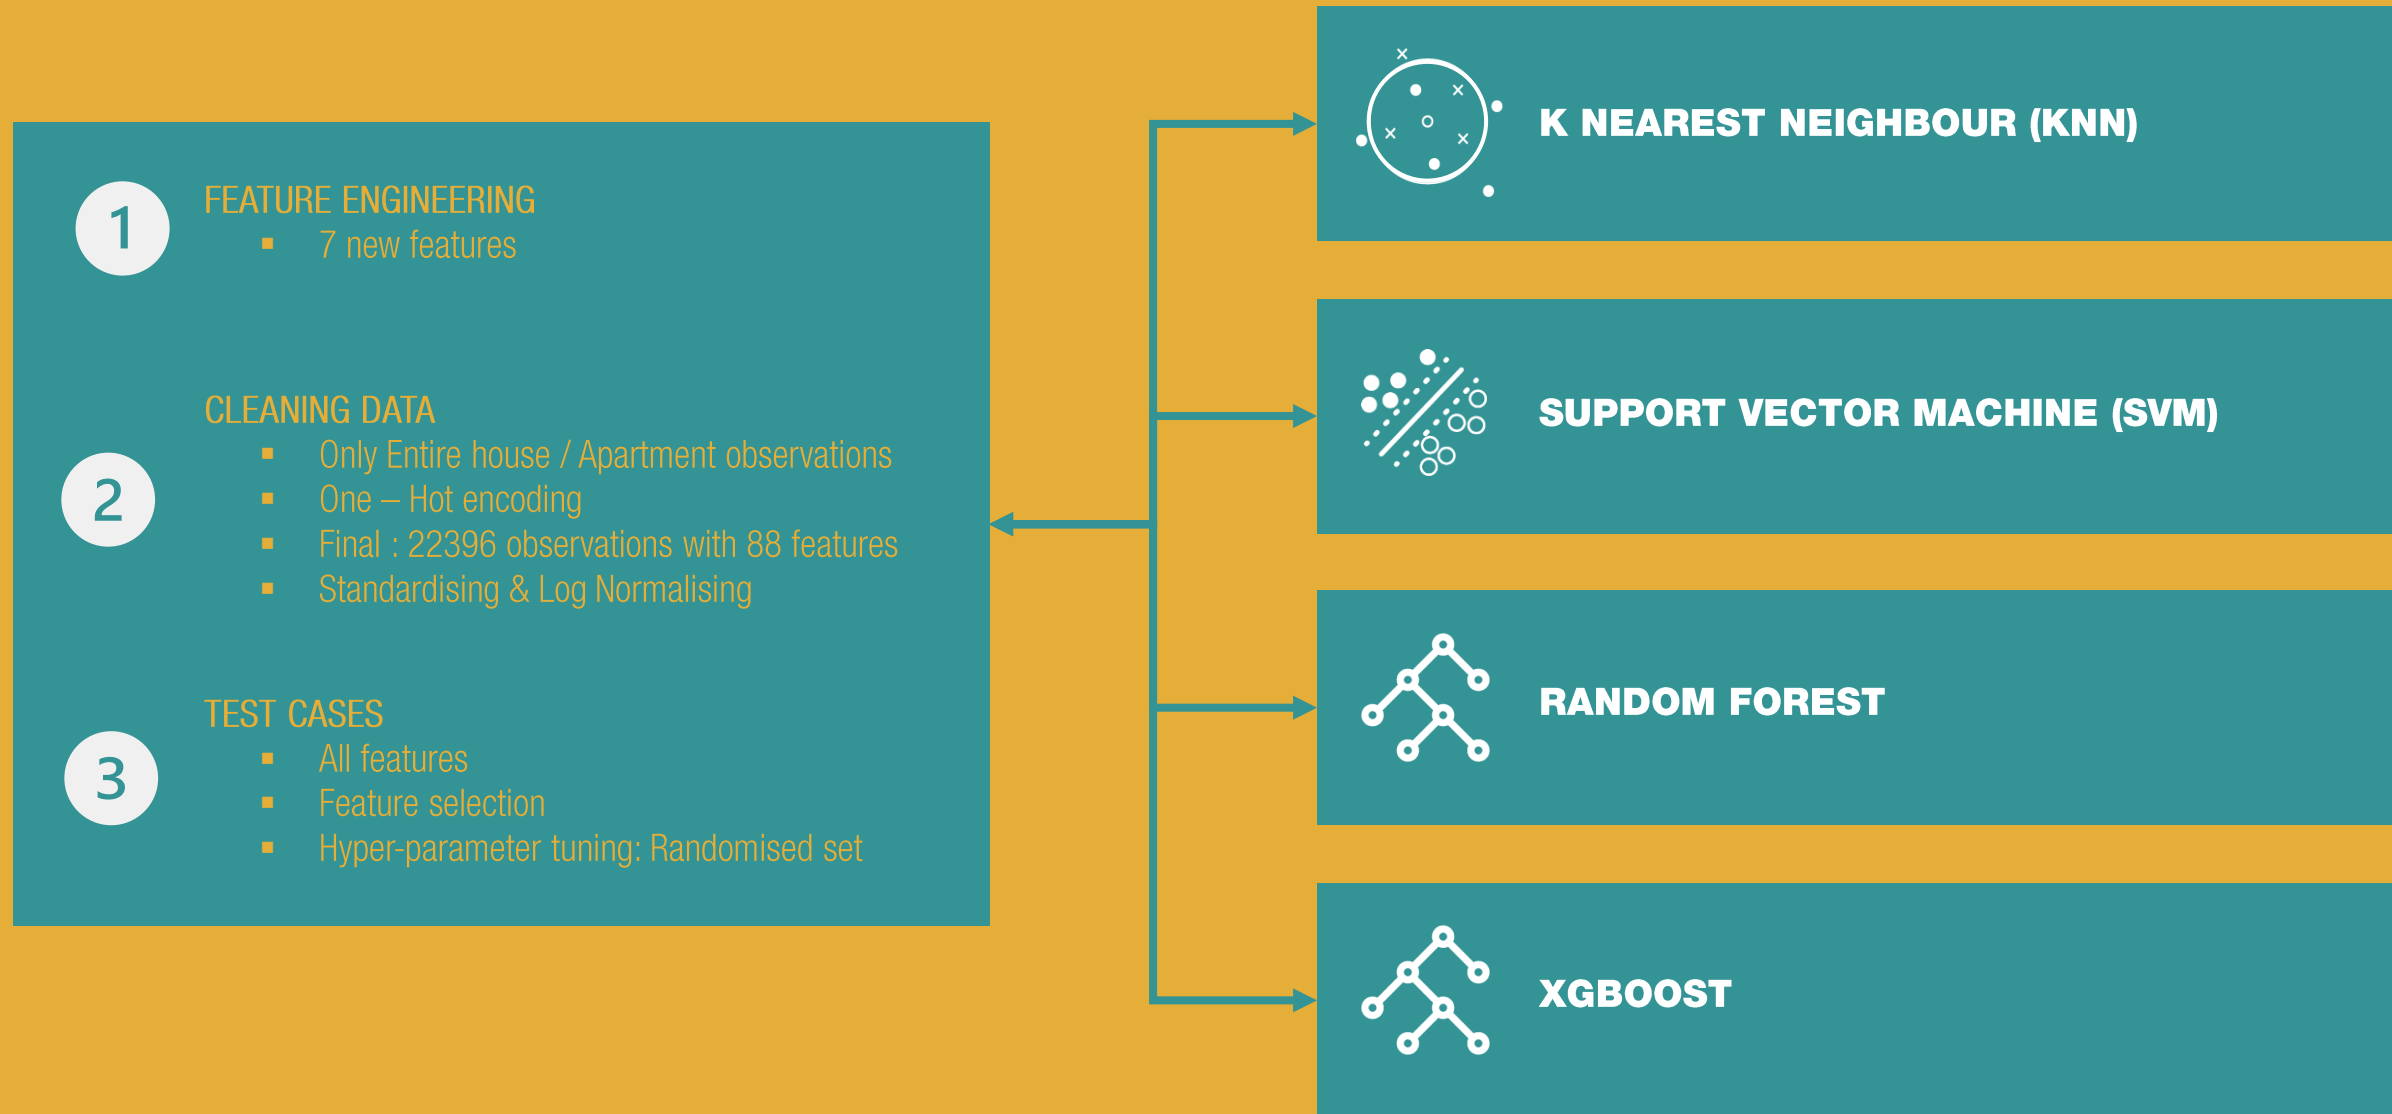 1
FEATURE ENGINEERING
▪ 7 new features
2
CLEANING DATA
▪ Only Entire house / Apartment observations
▪ One – Hot encoding
▪ Final : 22396 observations with 88 features
▪ Standardising & Log Normalising
3
TEST CASES
▪ All features
▪ Feature selection
▪ Hyper-parameter tuning: Randomised set
K NEAREST NEIGHBOUR (KNN)
SUPPORT VECTOR MACHINE (SVM)
RANDOM FOREST
XGBOOST